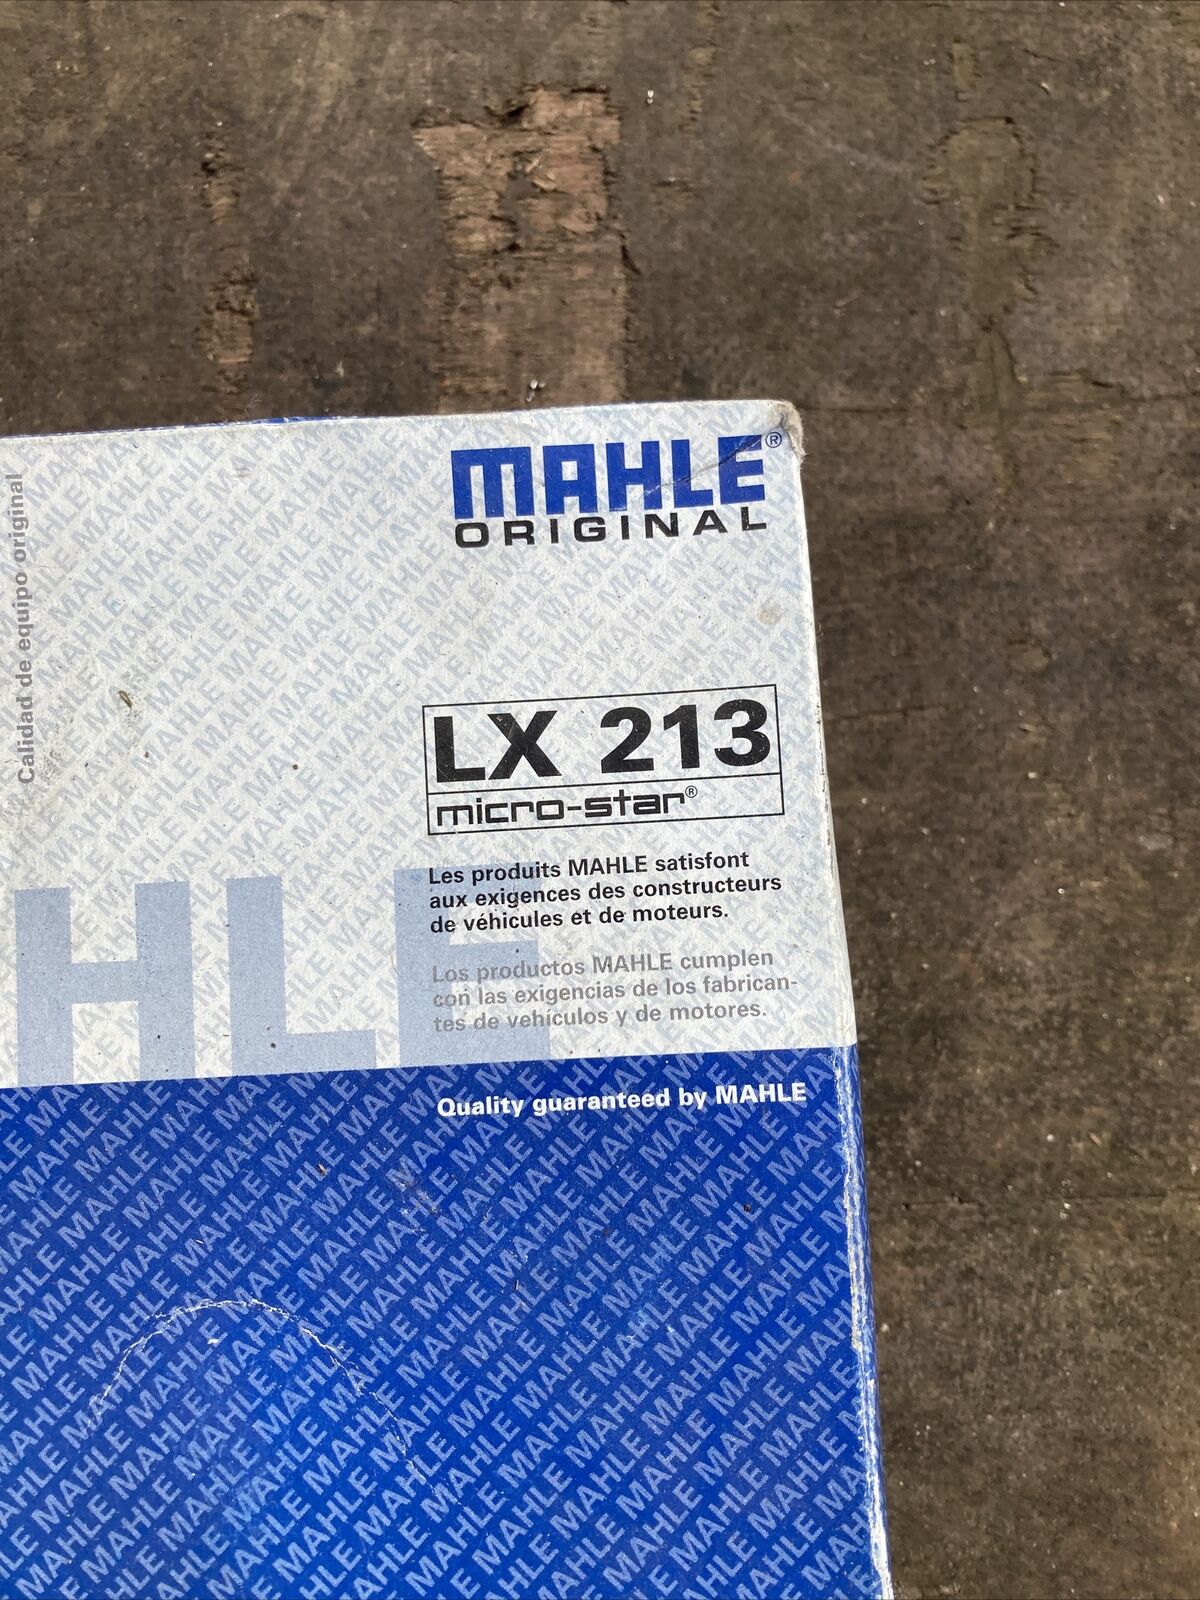 MAHLE®
ORIGINAL
Calidad de equipo original
LX 213
micro-star®
Les produits MAHLE satisfont
aux exigences des constructeurs
de véhicules et de moteurs.
Los productos MAHLE cumplen
con las exigencias de los fabrican-
tes de vehículos y de motores.
HLE
Quality guaranteed by MAHLE